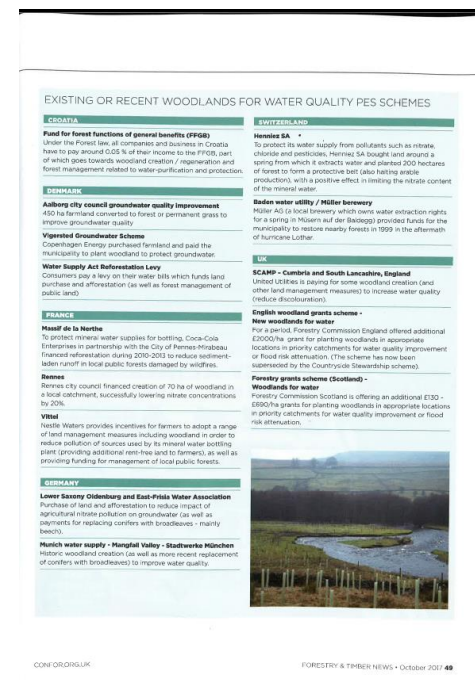 EXISTING OR RECENT WOODLANDS FOR WATER QUALITY PES SCHEMES
CROATIA
Fund for forest functions of general benefits (FFGB)
Under the Forest law, all companies and business in Croatia
have to pay around 0.05 % of their income to the FFGB, part
of which goes towards woodland creation / regeneration and
forest management related to water-purification and protection.
DENMARK
Aalborg city council groundwater quality improvement
450 ha farmland converted to forest or permanent grass to
improve groundwater quality
Vigersted Groundwater Scheme
Copenhagen Energy purchased farmland and paid the
municipality to plant woodland to protect groundwater.
Water Supply Act Reforestation Levy
Consumers pay a levy on their water bills which funds land
purchase and afforestation (as well as forest management of
public land)
FRANCE
Massif de la Nerthe
To protect mineral water supplies for bottling, Coca-Cola
Enterprises in partnership with the City of Pennes-Mirabeau
financed reforestation during 2010-2013 to reduce sediment-
laden runoff in local public forests damaged by wildfires.
Rennes
Rennes city council financed creation of 70 ha of woodland in
a local catchment, successfully lowering nitrate concentrations
by 20%.
Vittel
Nestle Waters provides incentives for farmers to adopt a range
of land management measures including woodland in order to
reduce pollution of sources used by its mineral water bottling
plant (providing additional rent-free land to farmers), as well as
providing funding for management of local public forests.
GERMANY
Lower Saxony Oldenburg and East-Frisia Water Association
Purchase of land and afforestation to reduce impact of
agricultural nitrate pollution on groundwater (as well as
payments for replacing conifers with broadleaves - mainly
beech).
Munich water supply - Mangfall Valley - Stadtwerke München
Historic woodland creation (as well as more recent replacement
of conifers with broadleaves) to improve water quality.
SWITZERLAND
Henniez SA
To protect its water supply from pollutants such as nitrate,
chloride and pesticides, Henniez SA bought land around a
spring from which it extracts water and planted 200 hectares
of forest to form a protective belt (also halting arable
production), with a positive effect in limiting the nitrate content
of the mineral water.
Baden water utility / Müller berewery
Müller AG (a local brewery which owns water extraction rights
for a spring in Müsern auf der Baldegg) provided funds for the
municipality to restore nearby forests in 1999 in the aftermath
of hurricane Lothar.
UK
SCAMP - Cumbria and South Lancashire, England
United Utilities is paying for some woodland creation (and
other land management measures) to increase water quality
(reduce discolouration).
English woodland grants scheme -
New woodlands for water
For a period, Forestry Commission England offered additional
£2000/ha grant for planting woodlands in appropriate
locations in priority catchments for water quality improvement
or flood risk attenuation. (The scheme has now been
superseded by the Countryside Stewardship scheme).
Forestry grants scheme (Scotland) -
Woodlands for water
Forestry Commission Scotland is offering an additional £130 -
£690/ha grants for planting woodlands in appropriate locations
in priority catchments for water quality improvement or flood
risk attenuation.
CONFOR.ORG.UK
FORESTRY & TIMBER NEWS • October 2017 49